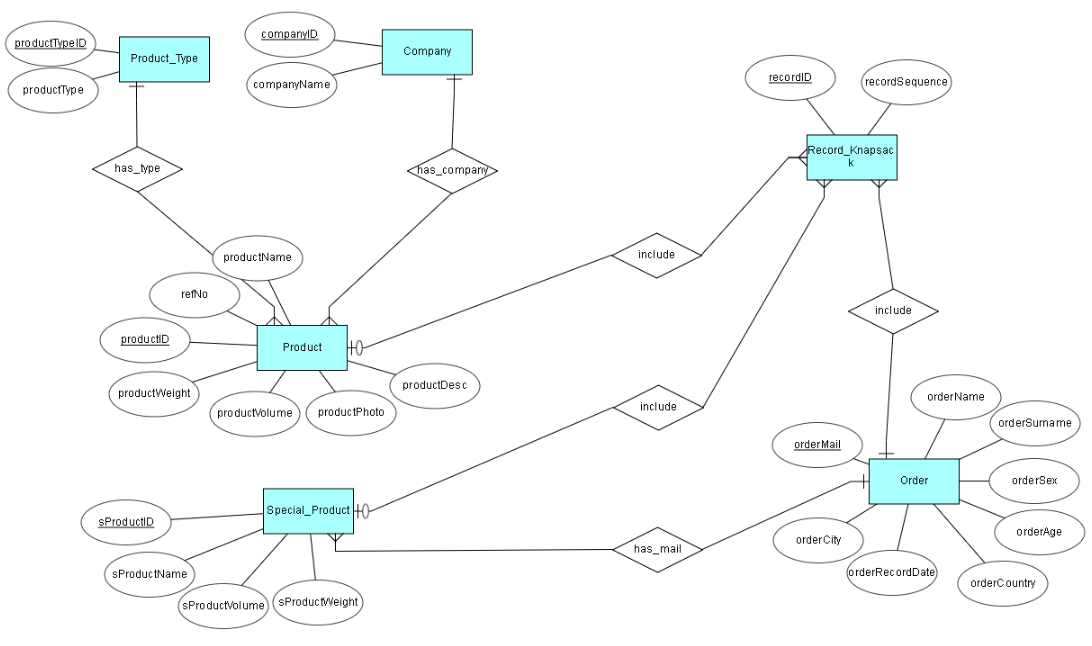 productTypeID
productType
Product_Type
companyID
companyName
Company
recordID
recordSequence
Record_Knapsac
k
has_type
has_company
include
productName
refNo
productID
productWeight
productVolume
productPhoto
productDesc
Product
include
include
orderName
orderSurname
orderMail
Order
orderSex
orderAge
orderCity
orderRecordDate
orderCountry
has_mail
Special_Product
sProductID
sProductName
sProductVolume
sProductWeight